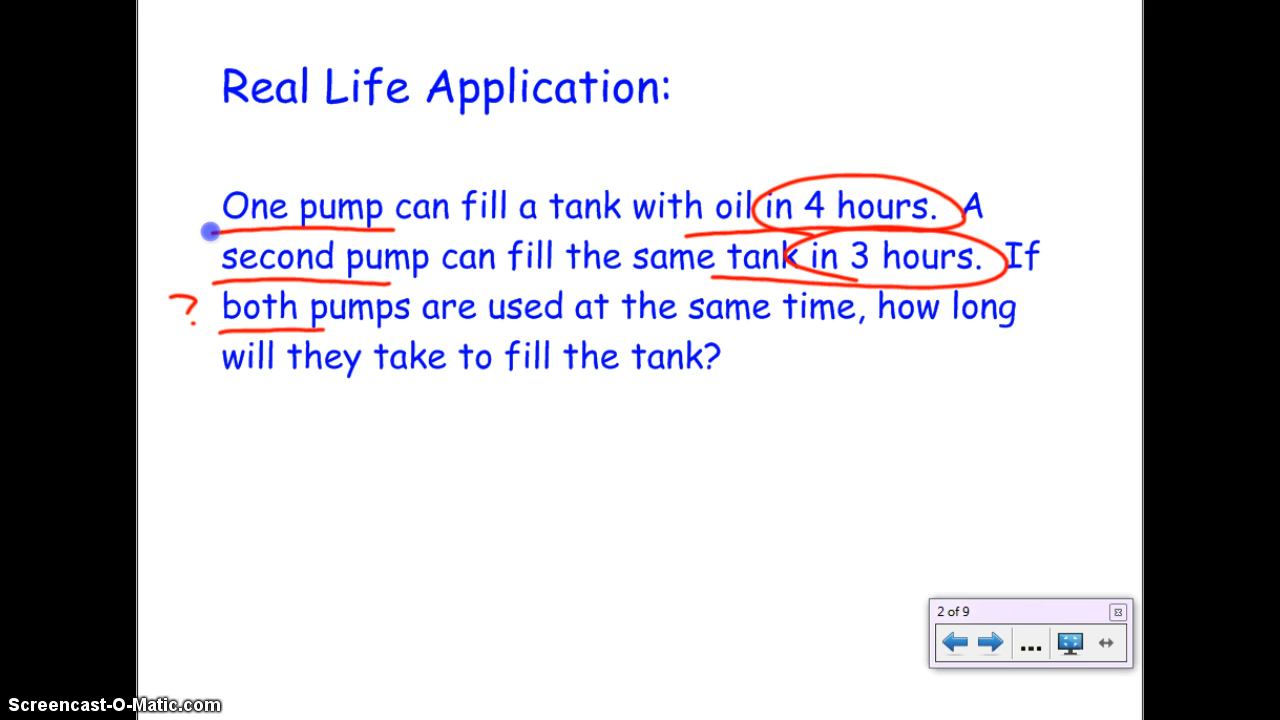 Real Life Application:
One pump can fill a tank with oil in 4 hours. A
second pump can fill the same tank in 3 hours. If
? both pumps are used at the same time, how long
will they take to fill the tank?
2 of 9
...
Screencast-O-Matic.com